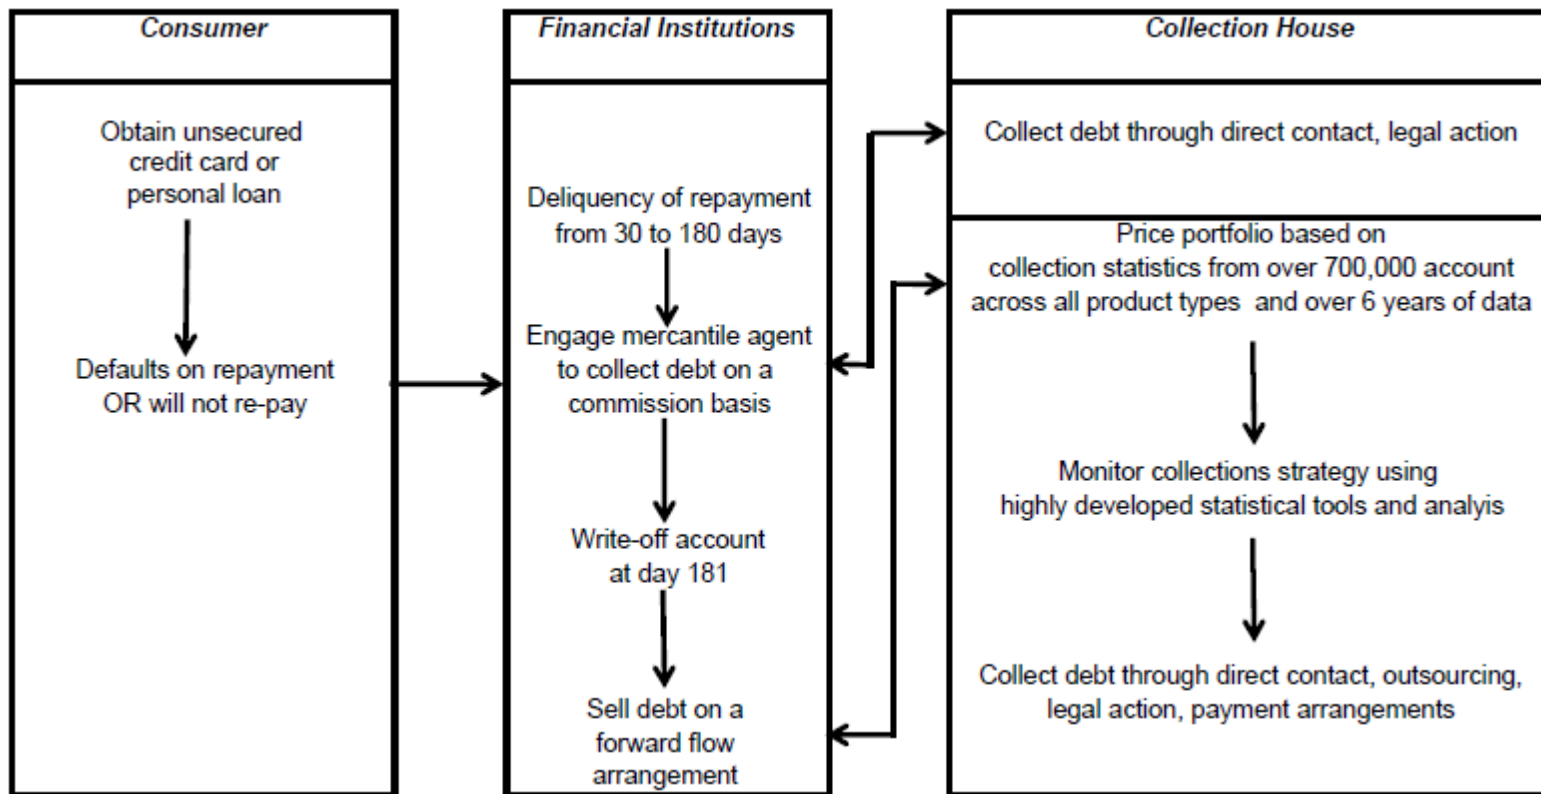 Consumer
Obtain unsecured
credit card or
personal loan
Defaults on repayment
OR will not re-pay
Financial Institutions
Deliquency of repayment
from 30 to 180 days
Engage mercantile agent
to collect debt on a
commission basis
Write-off account
at day 181
Sell debt on a
forward flow
arrangement
Collection House
Collect debt through direct contact, legal action
Price portfolio based on
collection statistics from over 700,000 account
across all product types and over 6 years of data
Monitor collections strategy using
highly developed statistical tools and analyis
Collect debt through direct contact, outsourcing,
legal action, payment arrangements